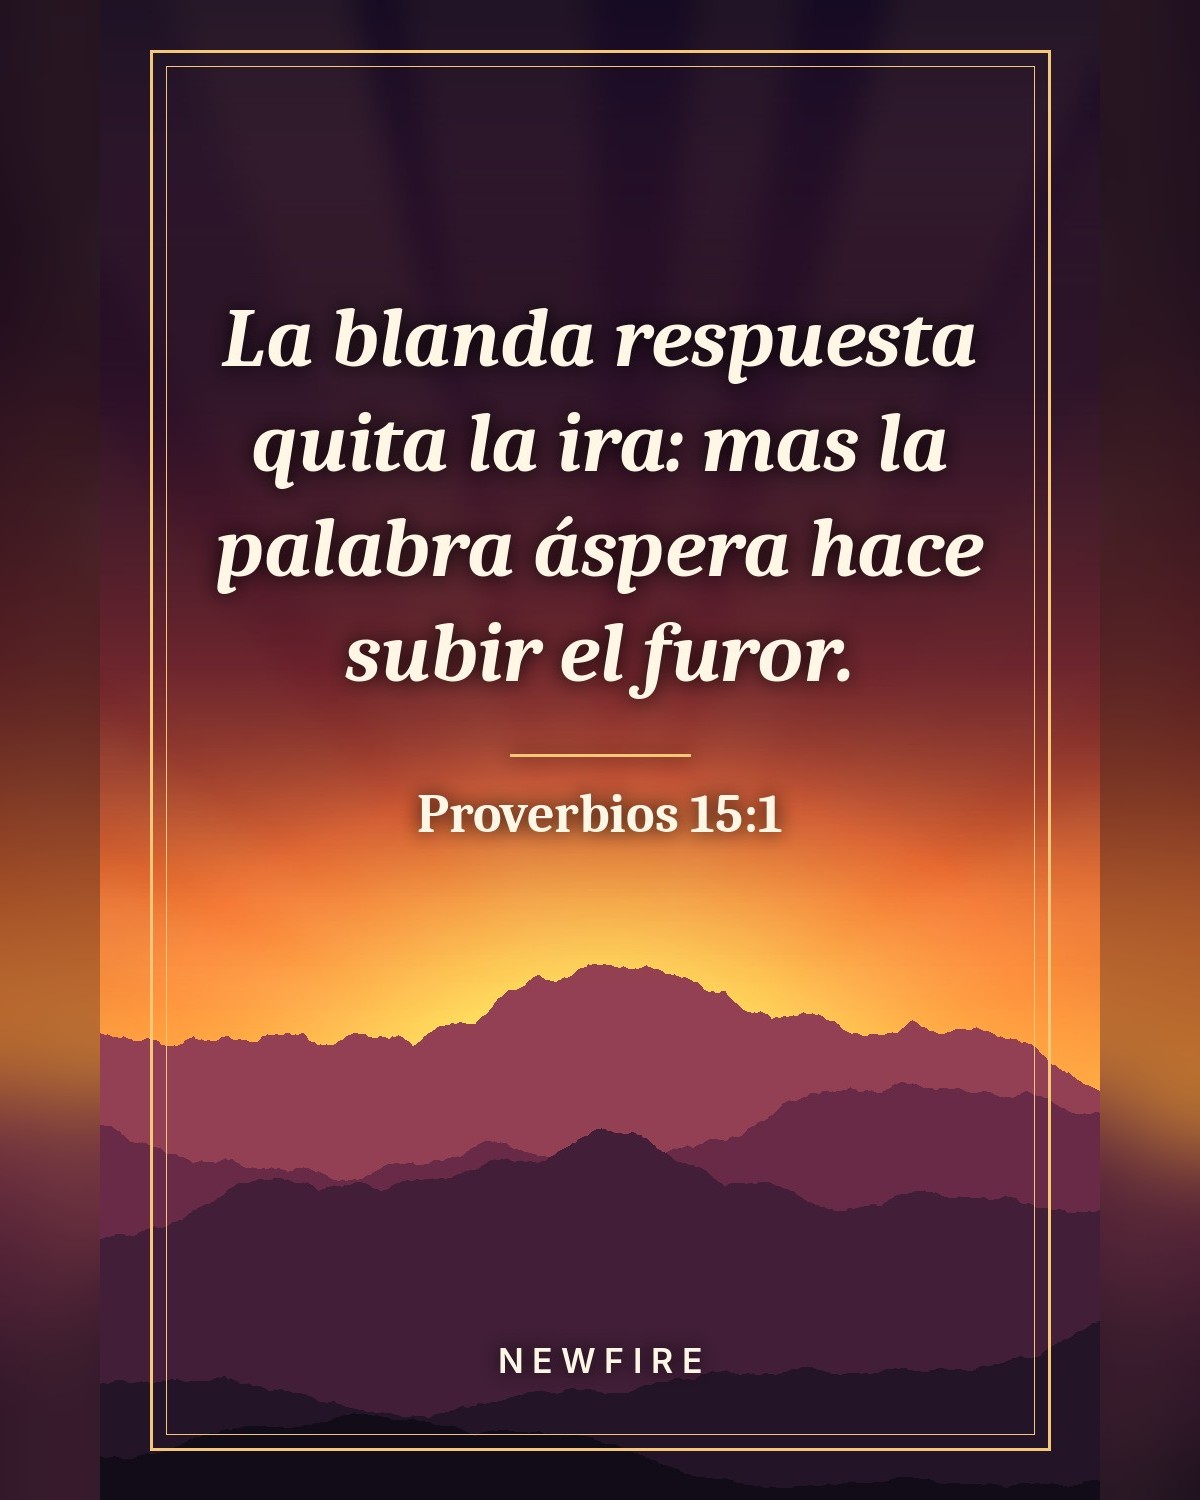 La blanda respuesta
quita la ira: mas la
palabra áspera hace
subir el furor.
Proverbios 15:1
NEWFIRE